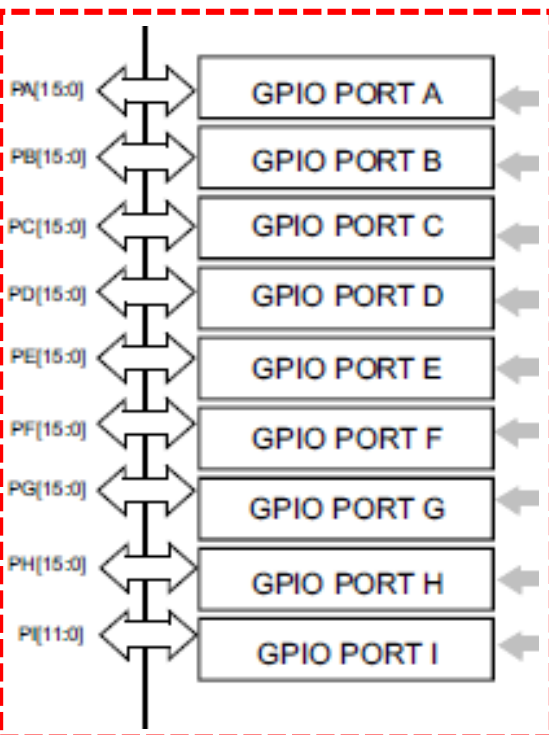 PA[15:0] GPIO PORT A
PB[15:0] GPIO PORT B
PC[15:0] GPIO PORT C
PD[15:0] GPIO PORT D
PE[15:0] GPIO PORT E
PF[15:0] GPIO PORT F
PG[15:0] GPIO PORT G
PH[15:0] GPIO PORT H
PI[11:0] GPIO PORT I